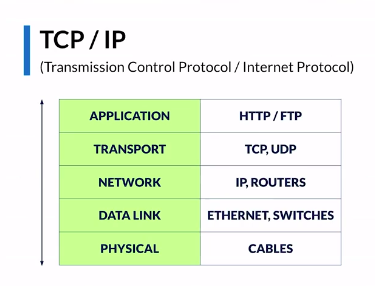 TCP / IP
(Transmission Control Protocol / Internet Protocol)
APPLICATION HTTP / FTP
TRANSPORT TCP, UDP
NETWORK IP, ROUTERS
DATA LINK ETHERNET, SWITCHES
PHYSICAL CABLES